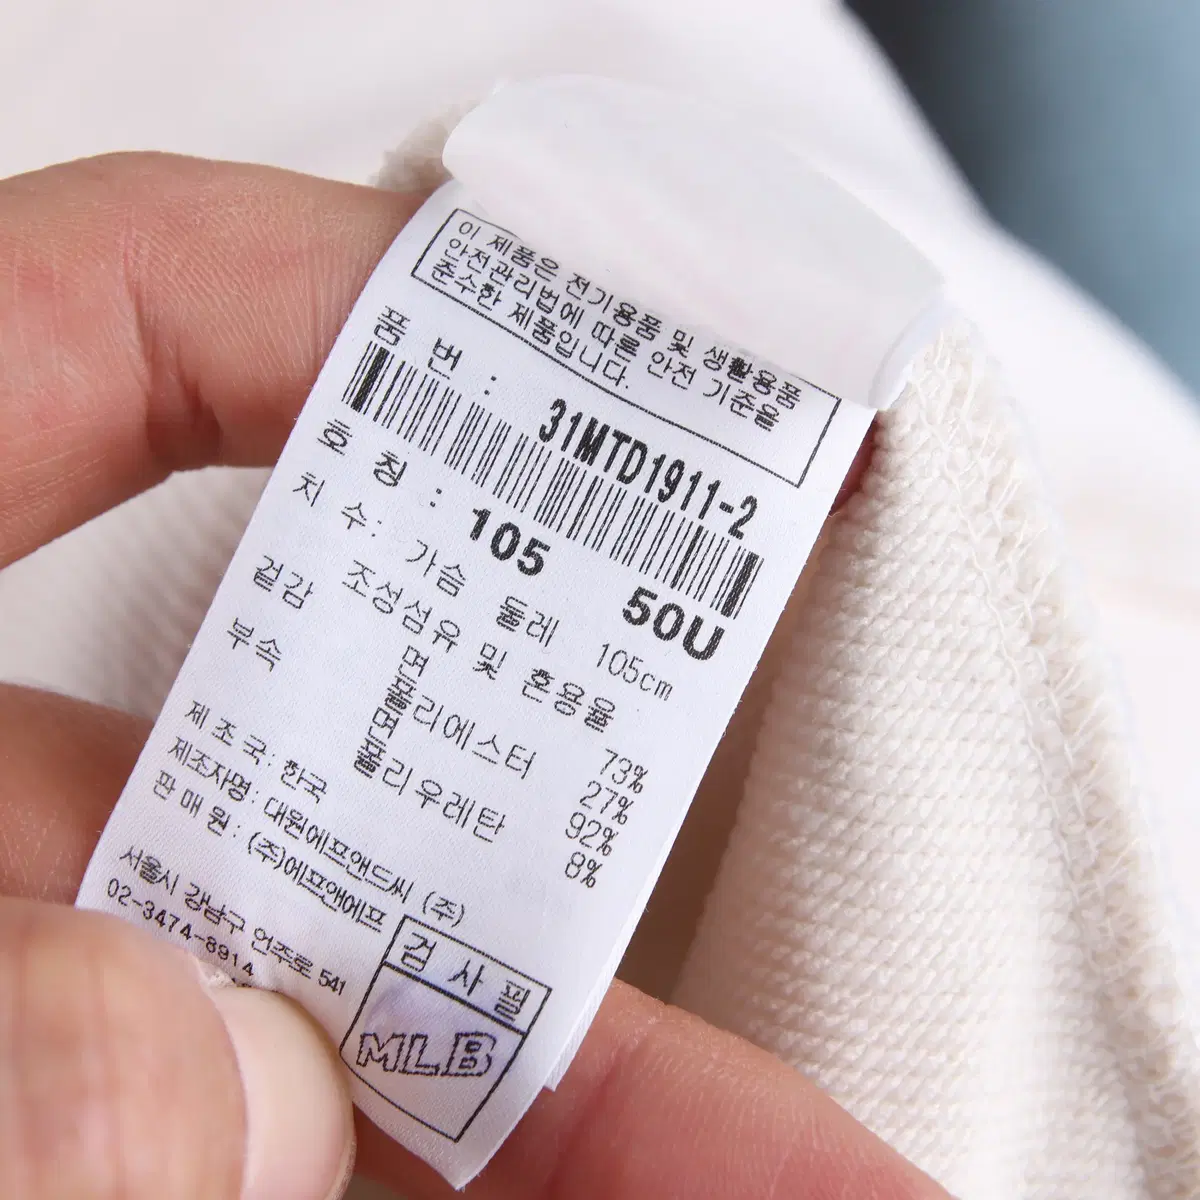 이 제품은 전기용품 및 생활용품
안전관리법에 따른 안전 기준을
준수한 제품입니다.
품 번 : 31MTD1911-2
호 칭 : 105 50U
치 수: 가슴 둘레 105cm
조성섬유 및 혼용율
겉감 면 73%
폴리에스터 27%
부속 면 92%
폴리우레탄 8%
제 조 국: 한국
제조자명: 대원에프앤드씨 (주)
판 매 원: (주)에프앤에프
서울시 강남구 언주로 541
02-3474-8914
검 사 필
MLB